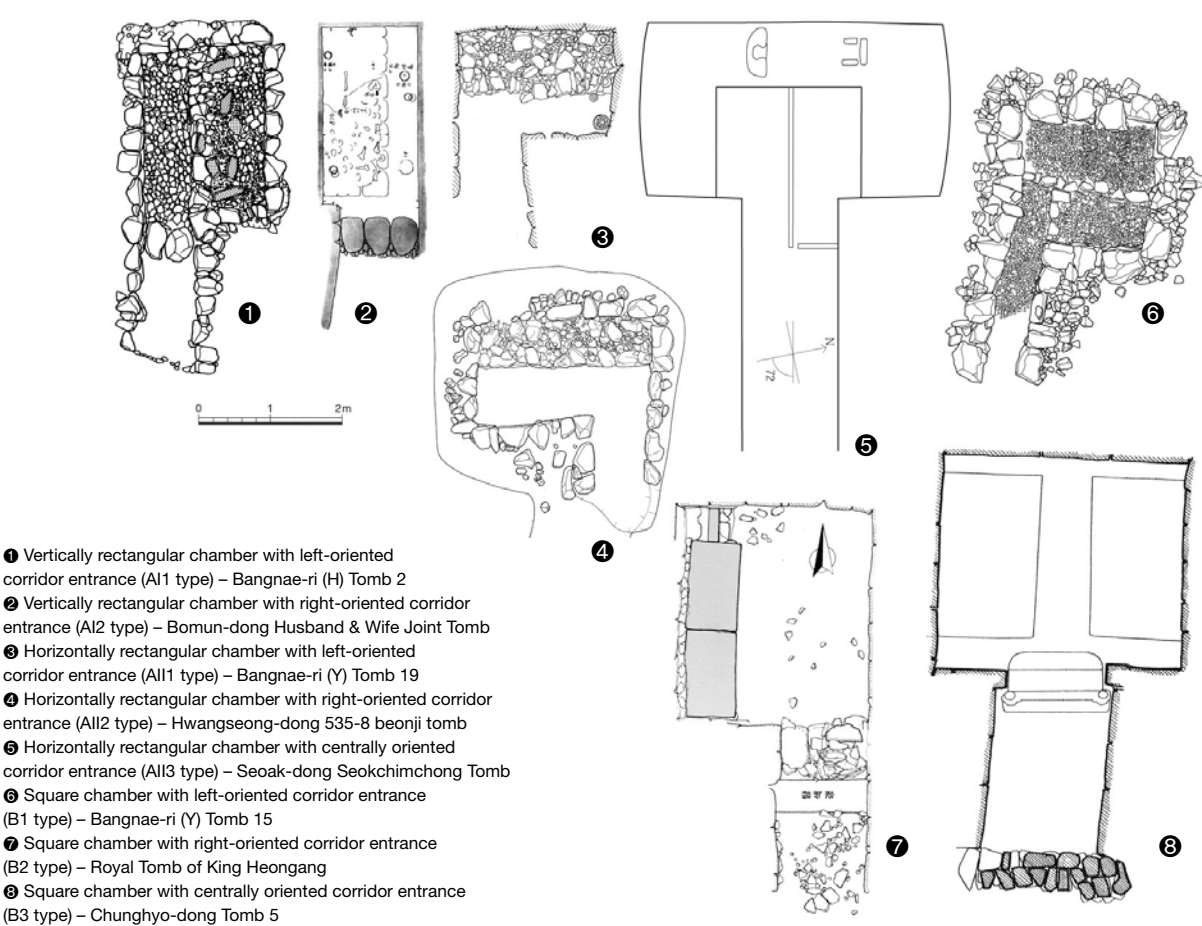 ❶
❷
❸
❹
❺
❻
❼
❽
0 1 2m
N
72
❶ Vertically rectangular chamber with left-oriented
corridor entrance (AI1 type) – Bangnae-ri (H) Tomb 2
❷ Vertically rectangular chamber with right-oriented corridor
entrance (AI2 type) – Bomun-dong Husband & Wife Joint Tomb
❸ Horizontally rectangular chamber with left-oriented
corridor entrance (AII1 type) – Bangnae-ri (Y) Tomb 19
❹ Horizontally rectangular chamber with right-oriented corridor
entrance (AII2 type) – Hwangseong-dong 535-8 beonji tomb
❺ Horizontally rectangular chamber with centrally oriented
corridor entrance (AII3 type) – Seoak-dong Seokchimchong Tomb
❻ Square chamber with left-oriented corridor entrance
(B1 type) – Bangnae-ri (Y) Tomb 15
❼ Square chamber with right-oriented corridor entrance
(B2 type) – Royal Tomb of King Heongang
❽ Square chamber with centrally oriented corridor entrance
(B3 type) – Chunghyo-dong Tomb 5